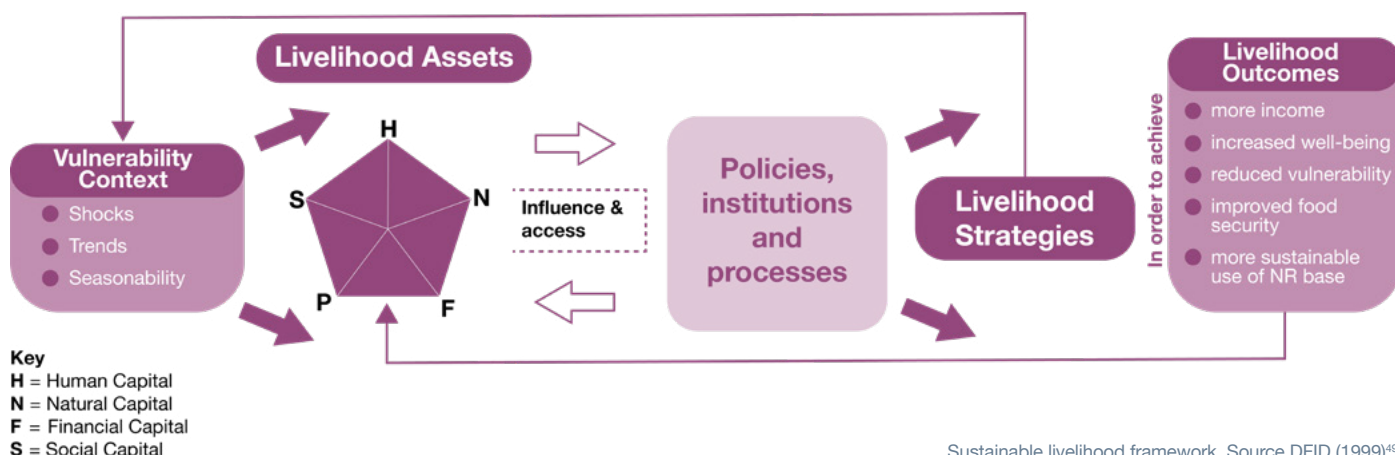 Livelihood Assets
Vulnerability
Context
Shocks
Trends
Seasonability
H
S
N
P
F
Influence &
access
Policies,
institutions
and
processes
Livelihood
Strategies
In order to achieve
Livelihood
Outcomes
more income
increased well-being
reduced vulnerability
improved food
security
more sustainable
use of NR base
Key
H = Human Capital
N = Natural Capital
F = Financial Capital
S = Social Capital
Sustainable livelihood framework. Source DFID (1999)⁴⁹